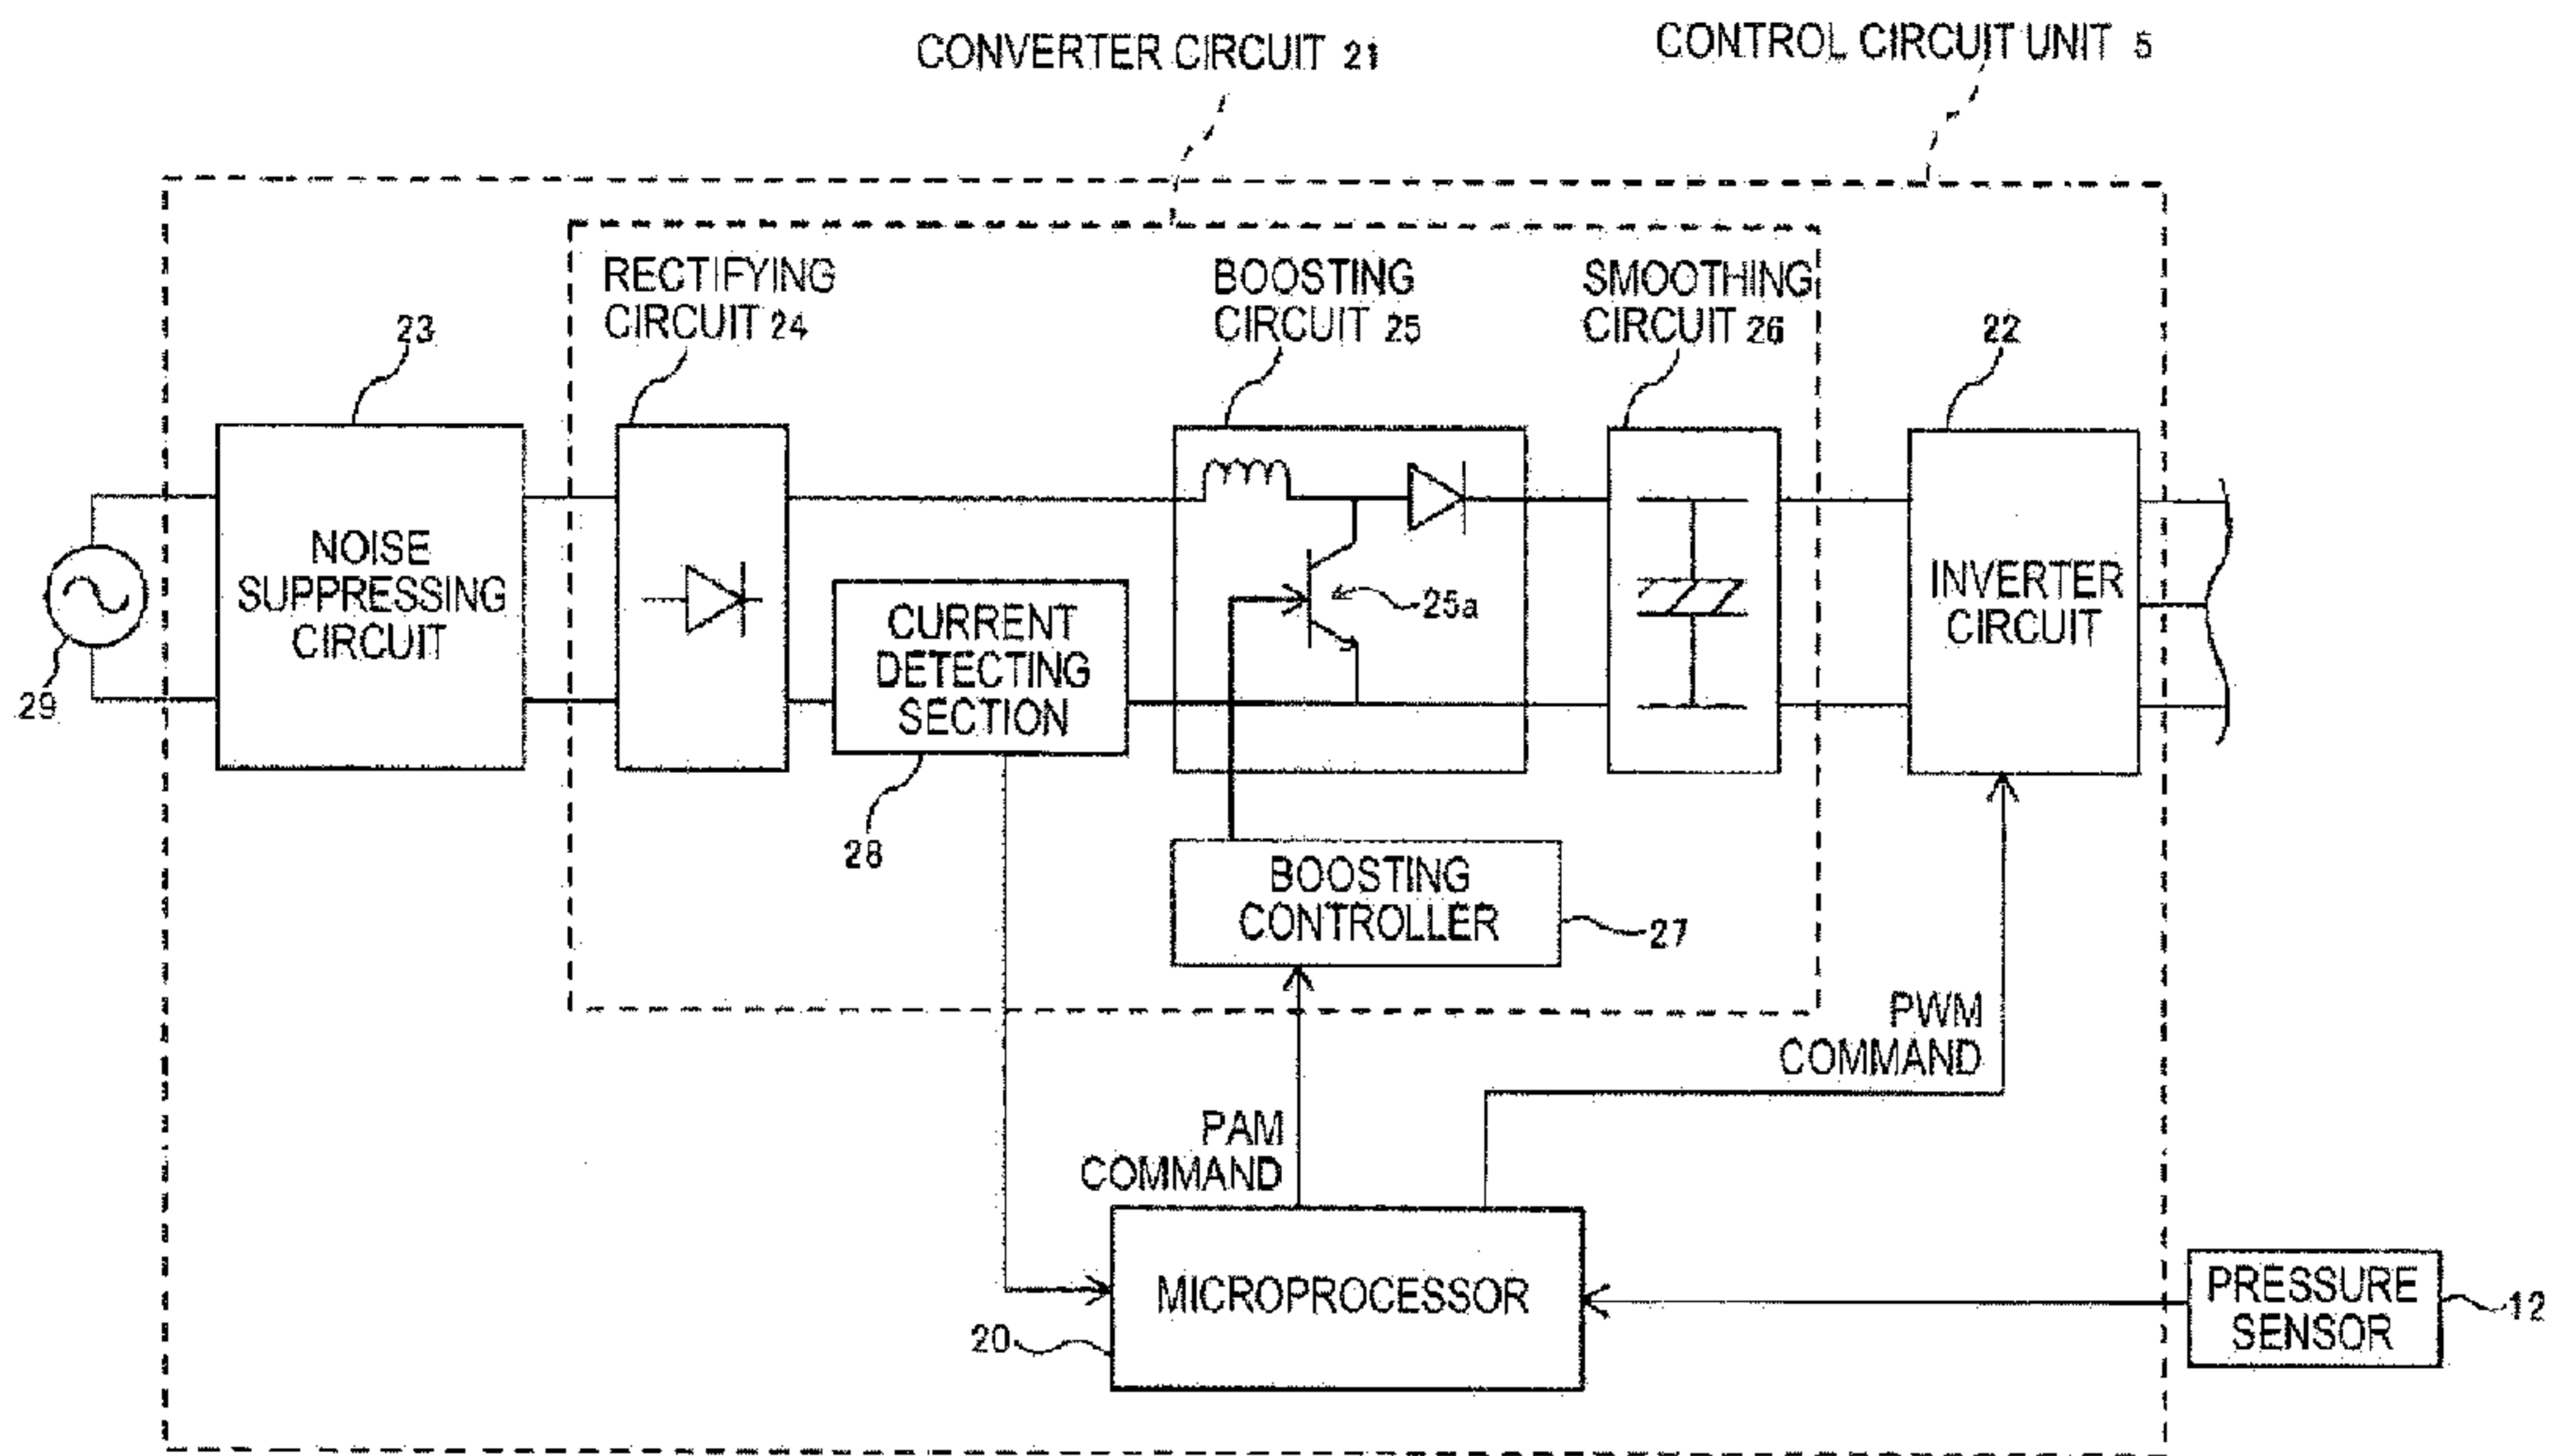 CONVERTER CIRCUIT 21
CONTROL CIRCUIT UNIT 5
RECTIFYING
CIRCUIT 24
BOOSTING
CIRCUIT 25
SMOOTHING
CIRCUIT 26
23
22
NOISE
SUPPRESSING
CIRCUIT
29
CURRENT
DETECTING
SECTION
28
25a
INVERTER
CIRCUIT
BOOSTING
CONTROLLER
27
PWM
COMMAND
PAM
COMMAND
MICROPROCESSOR
20
PRESSURE
SENSOR
12